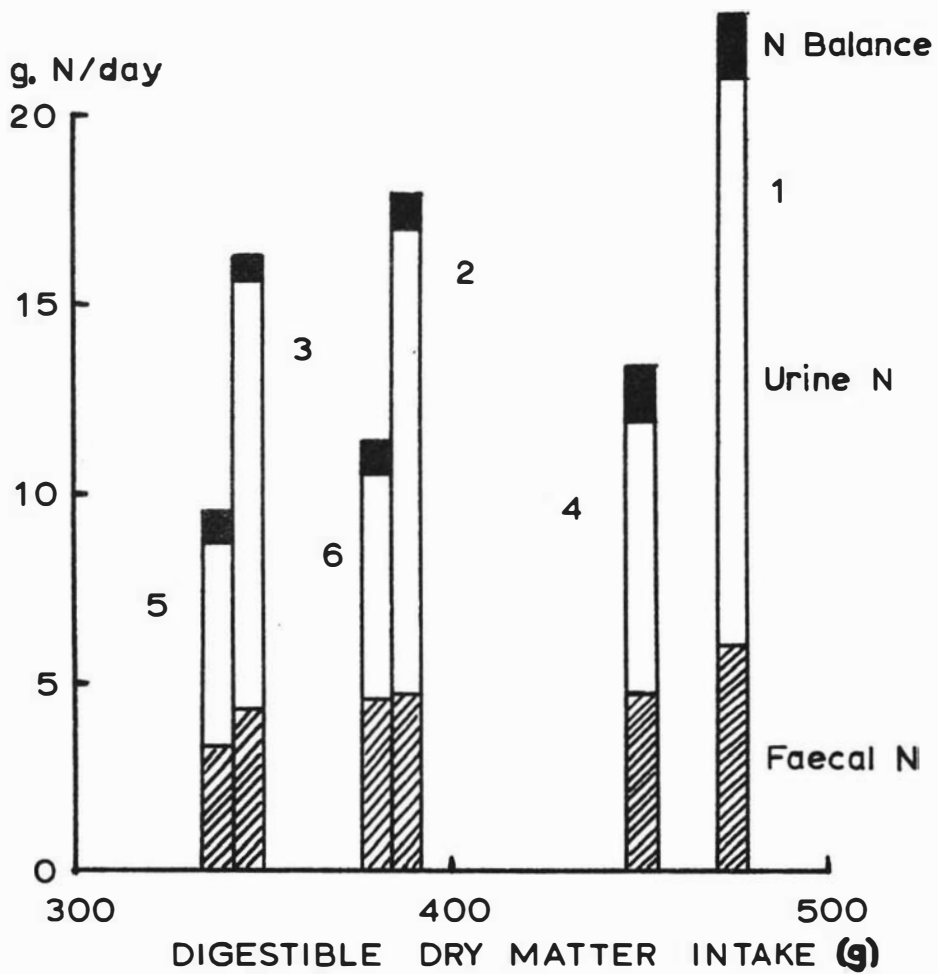 N Balance
g. N/day
20
1
2
15
3
Urine N
10
4
6
5
5
Faecal N
0
300 400 500
DIGESTIBLE DRY MATTER INTAKE (g)